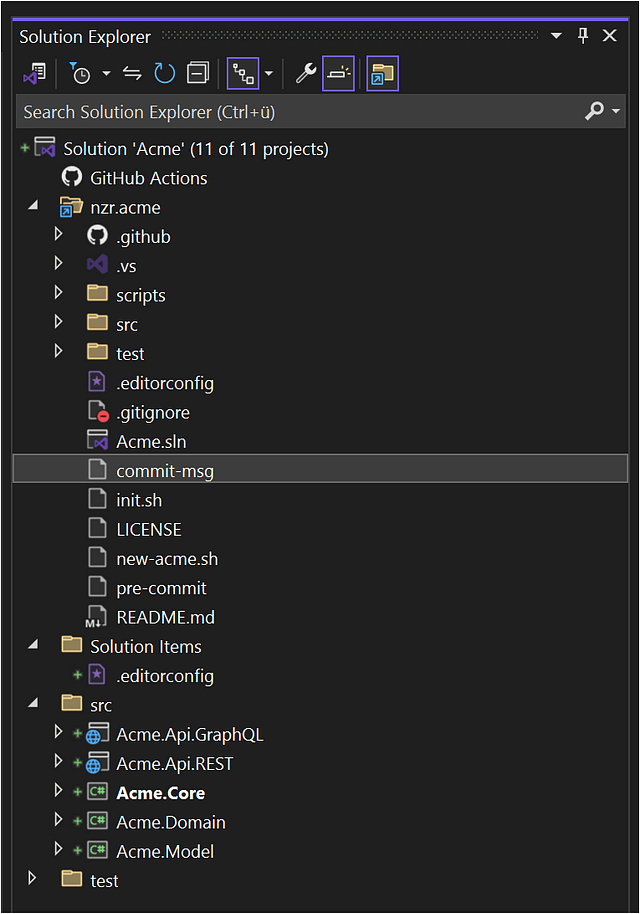 Solution Explorer
Search Solution Explorer (Ctrl+ü)
Solution 'Acme' (11 of 11 projects)
GitHub Actions
nzr.acme
.github
.vs
scripts
src
test
.editorconfig
.gitignore
Acme.sln
commit-msg
init.sh
LICENSE
new-acme.sh
pre-commit
README.md
Solution Items
.editorconfig
src
Acme.Api.GraphQL
Acme.Api.REST
Acme.Core
Acme.Domain
Acme.Model
test